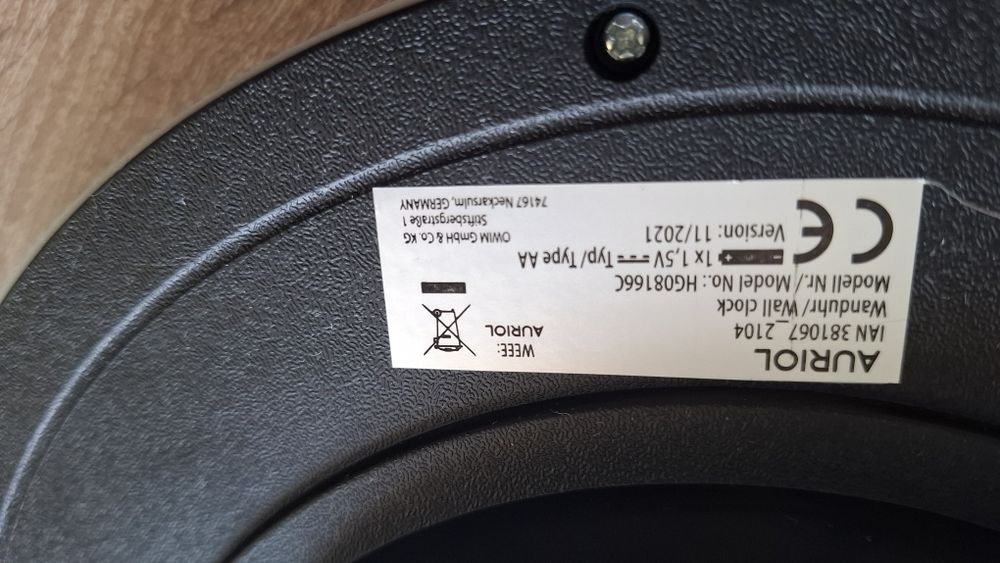 AURIOL
IAN 381067_2104
Wanduhr/ Wall clock
Modell Nr./ Model No.: HG08166C
1x 1,5V Typ/Type AA
Version: 11/2021
CE
WEEE:
AURIOL
OWIM GmbH & Co. KG
Stiftsbergstraße 1
74167 Neckarsulm, GERMANY